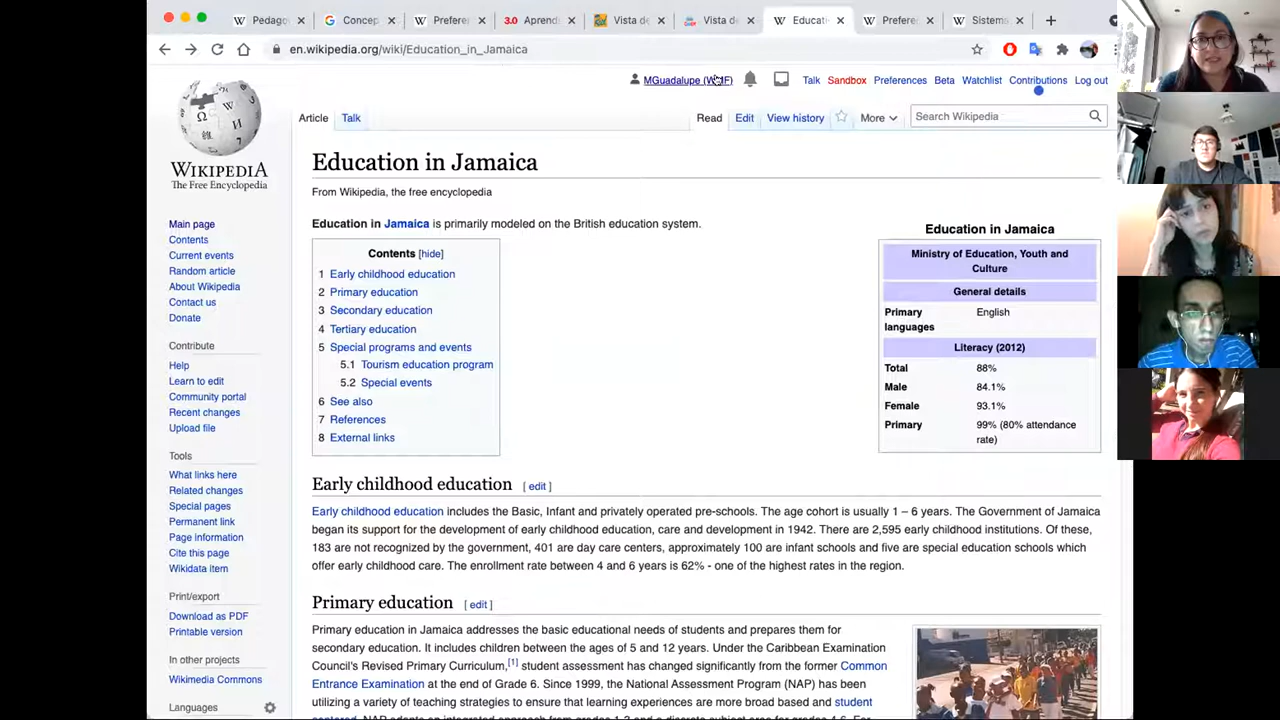 Pedago
Concep
Prefere
3.0 Aprend
Vista de
Vista de
Educati
Prefere
Sistema
en.wikipedia.org/wiki/Education_in_Jamaica
MGuadalupe (WMF) Talk Sandbox Preferences Beta Watchlist Contributions Log out
Article Talk Read Edit View history More Search Wikipedia
WIKIPEDIA
The Free Encyclopedia
Main page
Contents
Current events
Random article
About Wikipedia
Contact us
Donate
Contribute
Help
Learn to edit
Community portal
Recent changes
Upload file
Tools
What links here
Related changes
Special pages
Permanent link
Page information
Cite this page
Wikidata item
Print/export
Download as PDF
Printable version
In other projects
Wikimedia Commons
Languages
Education in Jamaica
From Wikipedia, the free encyclopedia
Education in Jamaica is primarily modeled on the British education system.
Contents [hide]
1 Early childhood education
2 Primary education
3 Secondary education
4 Tertiary education
5 Special programs and events
5.1 Tourism education program
5.2 Special events
6 See also
7 References
8 External links
Education in Jamaica
Ministry of Education, Youth and
Culture
General details
Primary languages English
Literacy (2012)
Total 88%
Male 84.1%
Female 93.1%
Primary 99% (80% attendance
rate)
Early childhood education [ edit ]
Early childhood education includes the Basic, Infant and privately operated pre-schools. The age cohort is usually 1 – 6 years. The Government of Jamaica
began its support for the development of early childhood education, care and development in 1942. There are 2,595 early childhood institutions. Of these,
183 are not recognized by the government, 401 are day care centers, approximately 100 are infant schools and five are special education schools which
offer early childhood care. The enrollment rate between 4 and 6 years is 62% - one of the highest rates in the region.
Primary education [ edit ]
Primary education in Jamaica addresses the basic educational needs of students and prepares them for
secondary education. It includes children between the ages of 5 and 12 years. Under the Caribbean Examination
Council's Revised Primary Curriculum,[1] student assessment has changed significantly from the former Common
Entrance Examination at the end of Grade 6. Since 1999, the National Assessment Program (NAP) has been
utilizing a variety of teaching strategies to ensure that learning experiences are more broad based and student